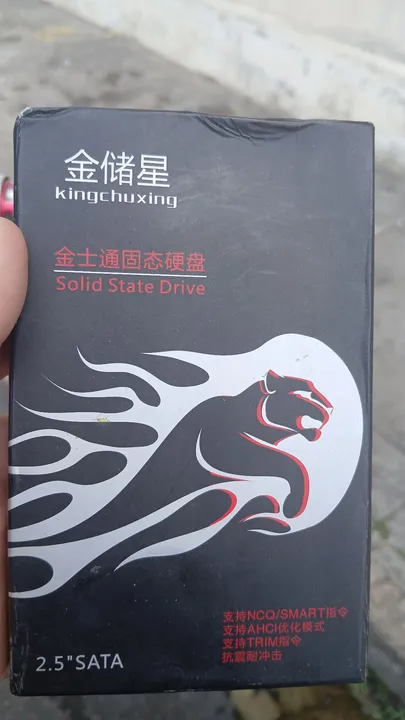 金储星
kingchuxing
金士通固态硬盘
Solid State Drive
支持NCQ/SMART指令
支持AHCI优化模式
支持TRIM指令
抗震耐冲击
2.5"SATA